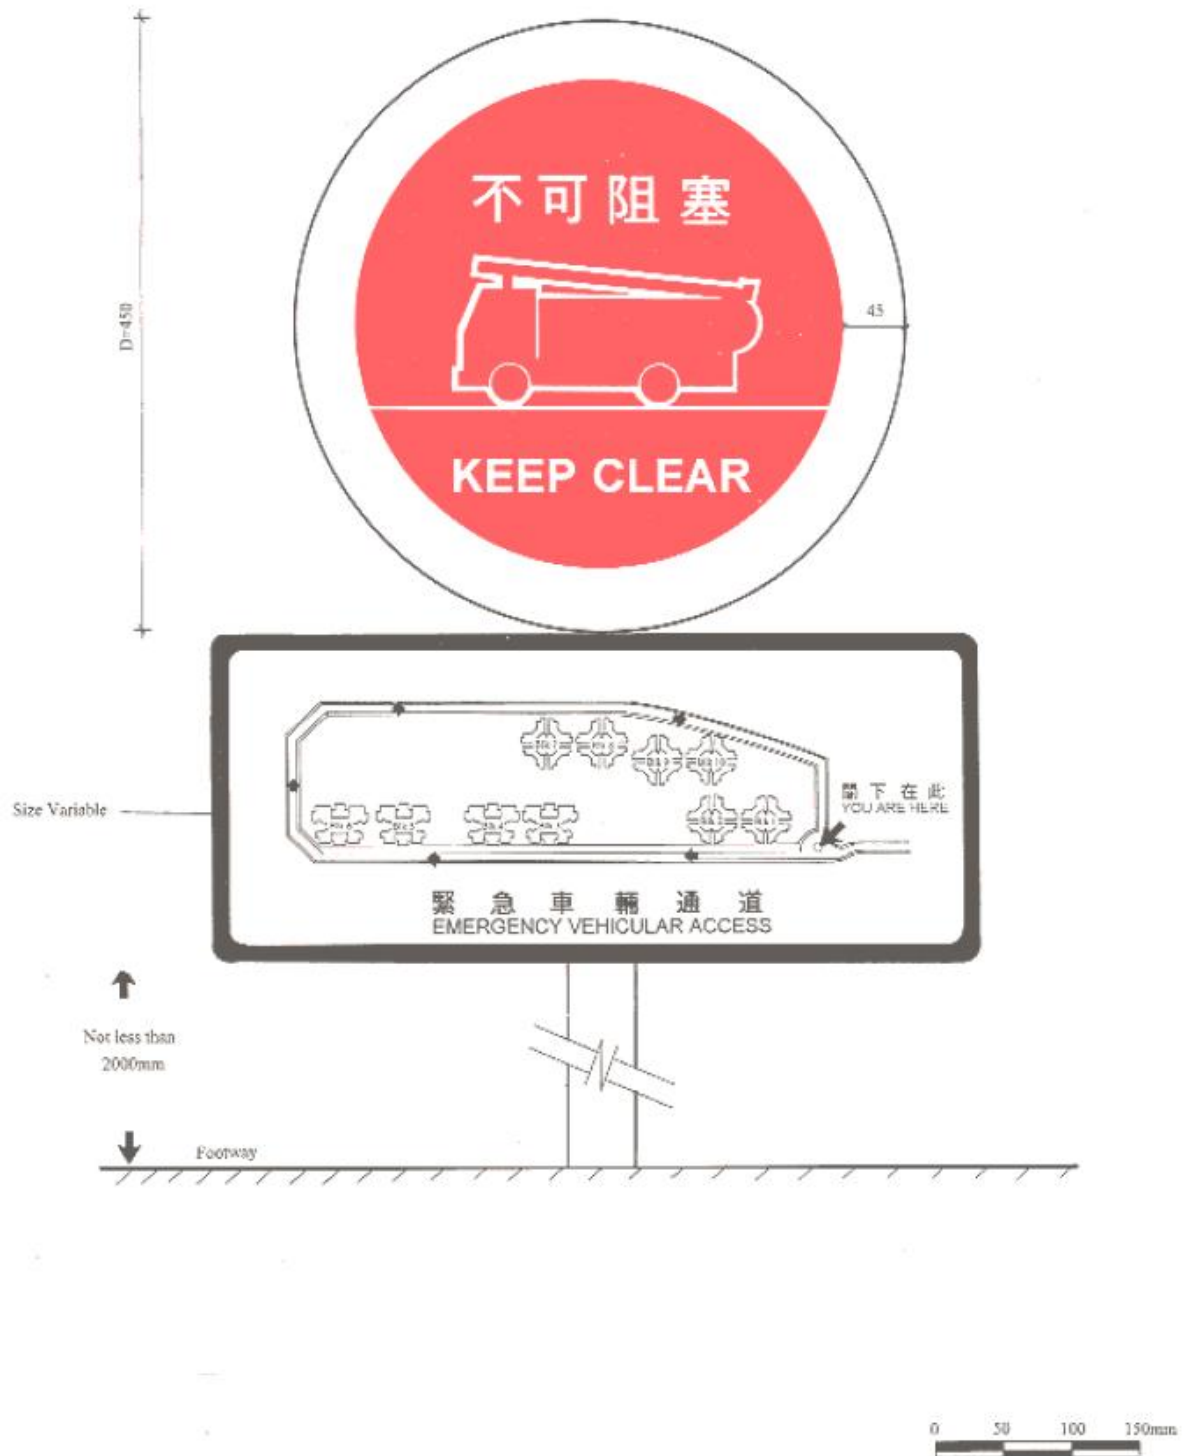 不可阻塞
D=450
45
KEEP CLEAR
Size Variable
閣下在此
YOU ARE HERE
緊急車輛通道
EMERGENCY VEHICULAR ACCESS
Not less than
2000mm
Footway
0 50 100 150mm